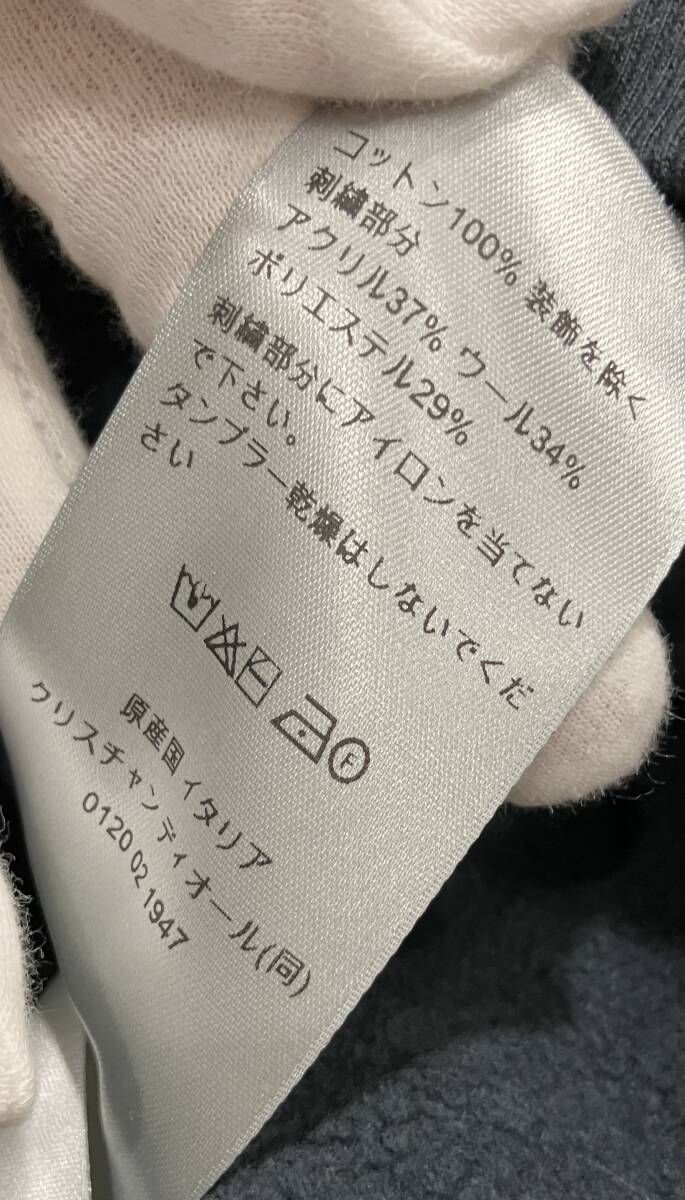 コットン100% 装飾を除く
刺繍部分
アクリル37% ウール34%
ポリエステル29%
刺繍部分にアイロンを当てない
で下さい。
タンブラー乾燥はしないでくだ
さい
F
原産国イタリア
クリスチャンディオール(同)
0120 02 1947